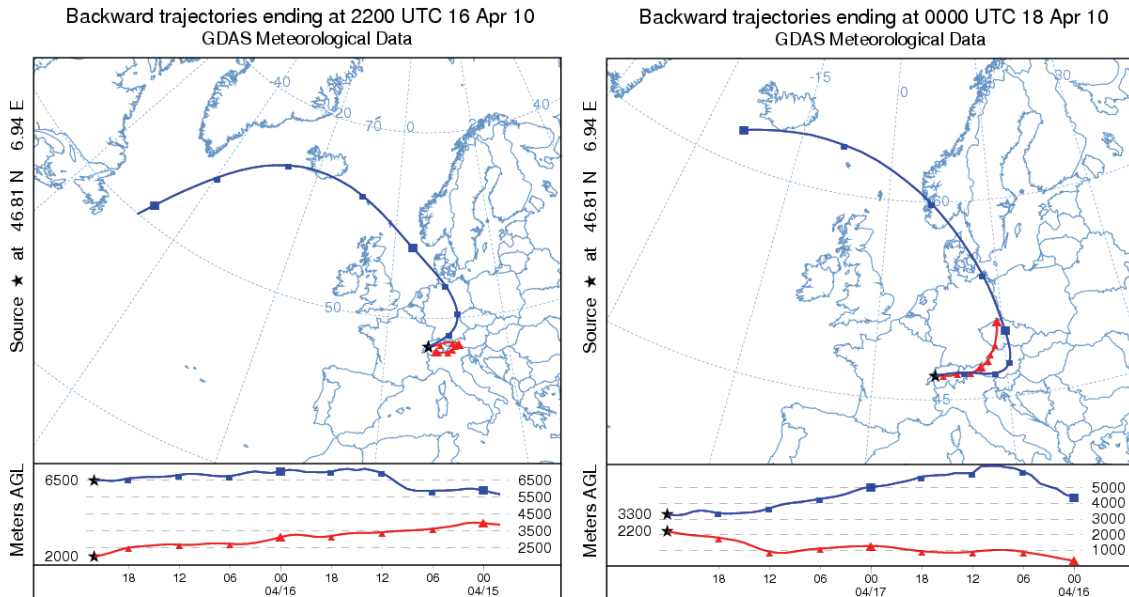 Backward trajectories ending at 2200 UTC 16 Apr 10
GDAS Meteorological Data
Source ★ at 46.81 N 6.94 E
-40
-20
-70
0
40
50
Meters AGL
6500
2000
6500
5500
4500
3500
2500
18 12 06 00 18 12 06 00
04/16 04/15
Backward trajectories ending at 0000 UTC 18 Apr 10
GDAS Meteorological Data
Source ★ at 46.81 N 6.94 E
-15
0
30
60
45
Meters AGL
3300
2200
5000
4000
3000
2000
1000
18 12 06 00 18 12 06 00
04/17 04/16